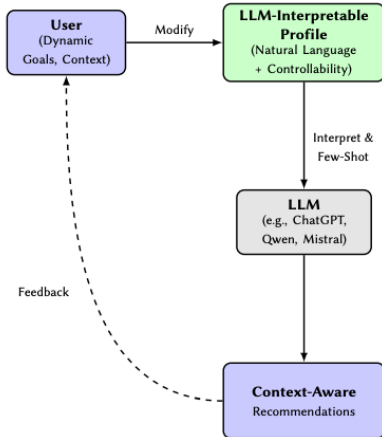 User
(Dynamic
Goals, Context)
Modify
LLM-Interpretable
Profile
(Natural Language
+ Controllability)
Interpret &
Few-Shot
LLM
(e.g., ChatGPT,
Qwen, Mistral)
Feedback
Context-Aware
Recommendations